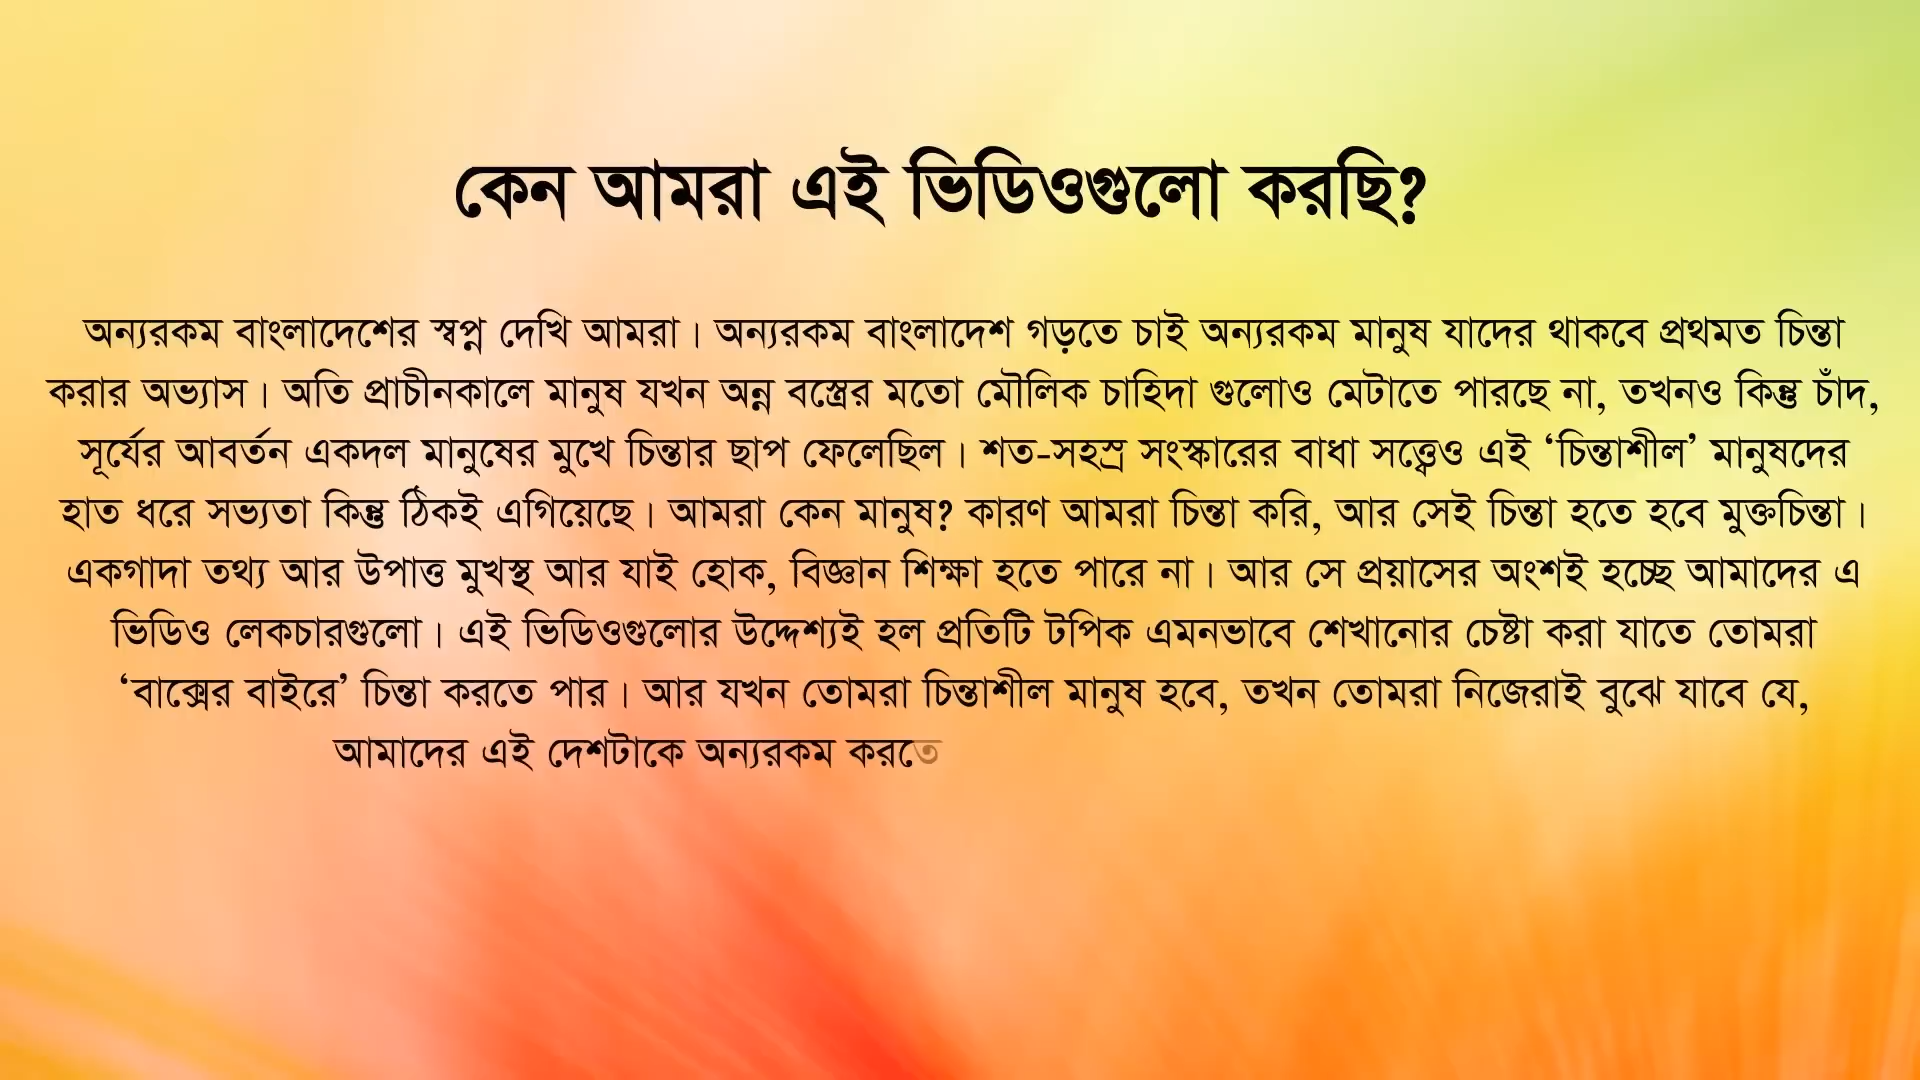 কেন আমরা এই ভিডিওগুলো করছি?
অন্যরকম বাংলাদেশের স্বপ্ন দেখি আমরা। অন্যরকম বাংলাদেশ গড়তে চাই অন্যরকম মানুষ যাদের থাকবে প্রথমত চিন্তা
করার অভ্যাস। অতি প্রাচীনকালে মানুষ যখন অন্ন বস্ত্রের মতো মৌলিক চাহিদা গুলোও মেটাতে পারছে না, তখনও কিন্তু চাঁদ,
সূর্যের আবর্তন একদল মানুষের মুখে চিন্তার ছাপ ফেলেছিল। শত-সহস্র সংস্কারের বাধা সত্ত্বেও এই ‘চিন্তাশীল’ মানুষদের
হাত ধরে সভ্যতা কিন্তু ঠিকই এগিয়েছে। আমরা কেন মানুষ? কারণ আমরা চিন্তা করি, আর সেই চিন্তা হতে হবে মুক্তচিন্তা।
একগাদা তথ্য আর উপাত্ত মুখস্থ আর যাই হোক, বিজ্ঞান শিক্ষা হতে পারে না। আর সে প্রয়াসের অংশই হচ্ছে আমাদের এ
ভিডিও লেকচারগুলো। এই ভিডিওগুলোর উদ্দেশ্যই হল প্রতিটি টপিক এমনভাবে শেখানোর চেষ্টা করা যাতে তোমরা
‘বাক্সের বাইরে’ চিন্তা করতে পার। আর যখন তোমরা চিন্তাশীল মানুষ হবে, তখন তোমরা নিজেরাই বুঝে যাবে যে,
আমাদের এই দেশটাকে অন্যরকম করতে